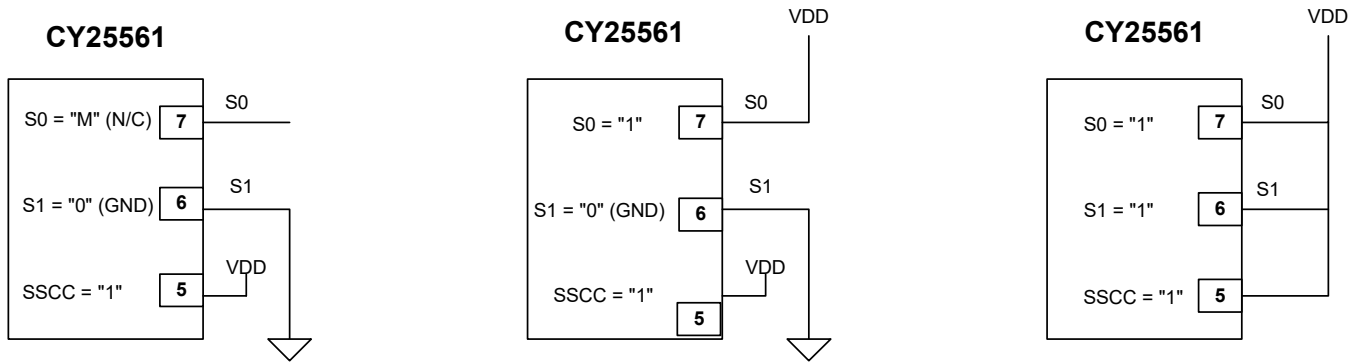 CY25561
S0 = "M" (N/C)
7
S0
S1 = "0" (GND)
6
S1
SSCC = "1"
5
VDD
CY25561
VDD
S0 = "1"
7
S0
S1 = "0" (GND)
6
S1
SSCC = "1"
5
VDD
CY25561
VDD
S0 = "1"
7
S0
S1 = "1"
6
S1
SSCC = "1"
5